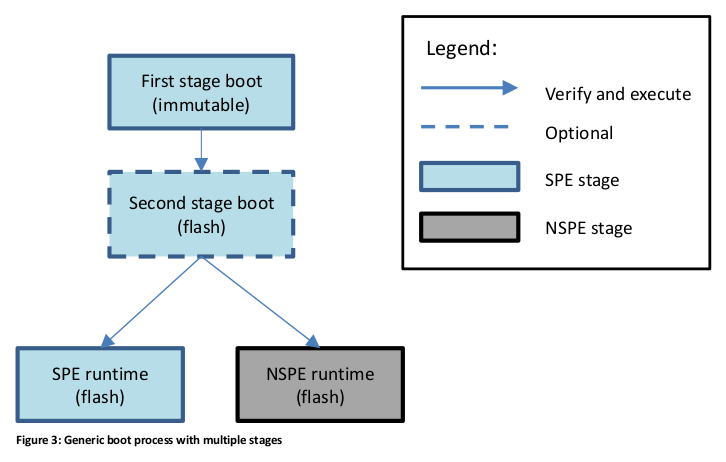 First stage boot
(immutable)
Second stage boot
(flash)
SPE runtime
(flash)
NSPE runtime
(flash)
Legend:
Verify and execute
Optional
SPE stage
NSPE stage
Figure 3: Generic boot process with multiple stages